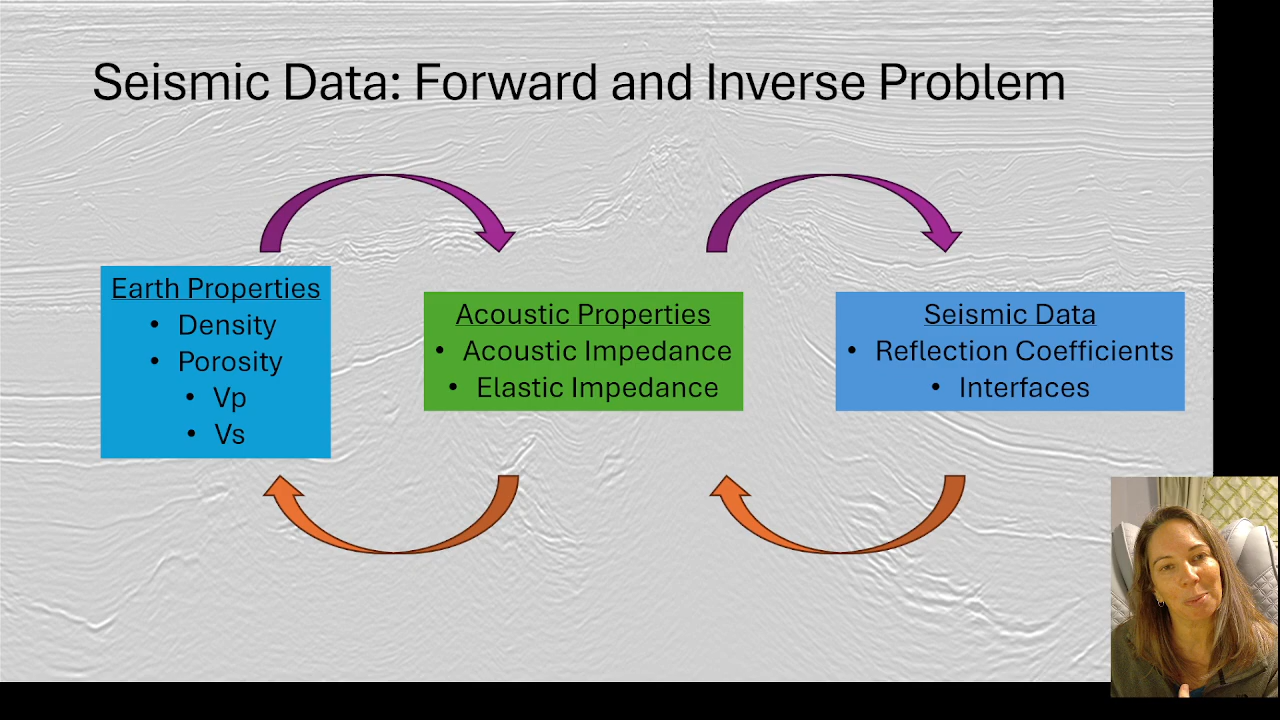 Seismic Data: Forward and Inverse Problem
Earth Properties
• Density
• Porosity
• Vp
• Vs
Acoustic Properties
• Acoustic Impedance
• Elastic Impedance
Seismic Data
• Reflection Coefficients
• Interfaces